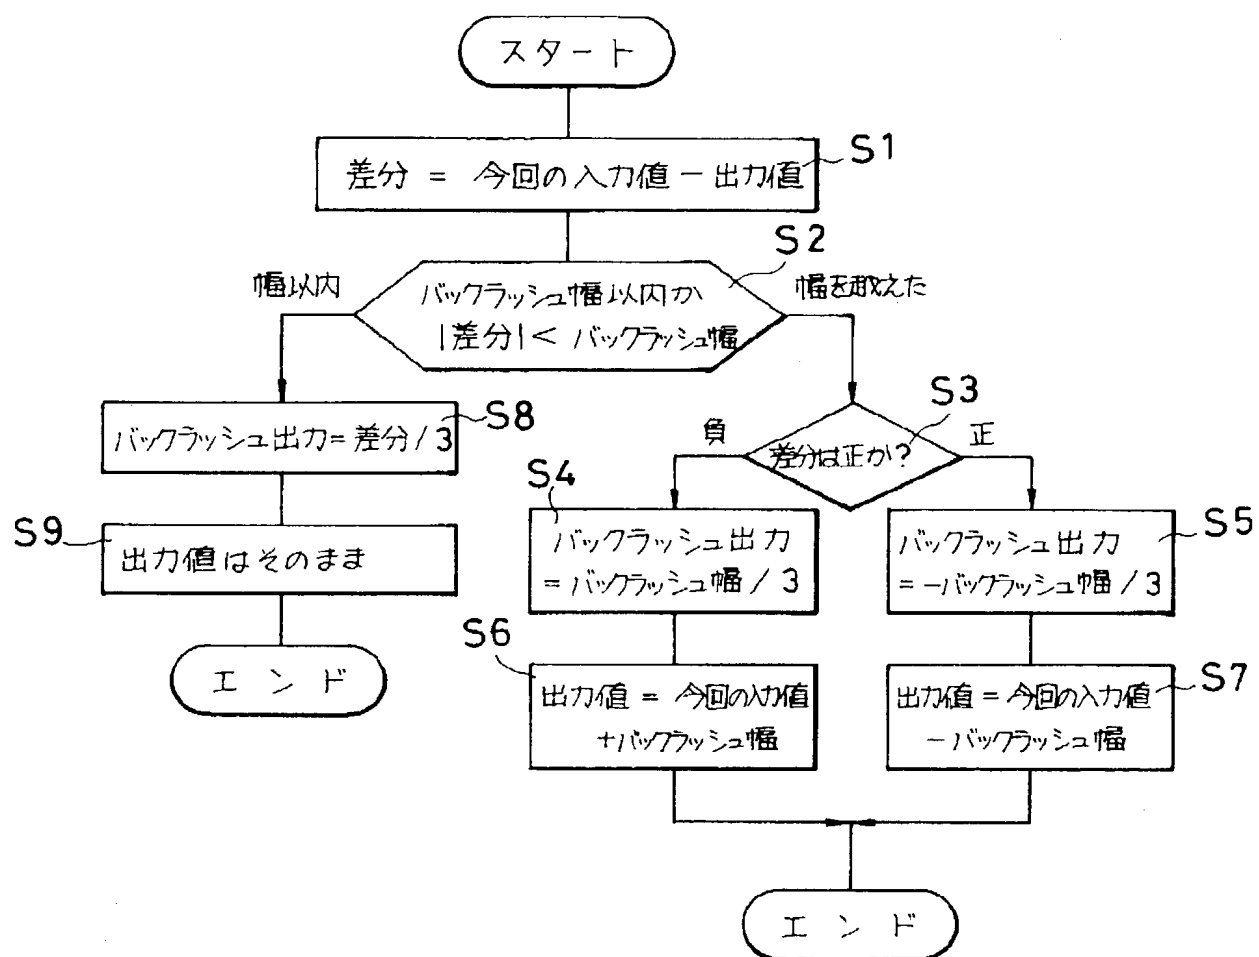 スタート
差分 = 今回の入力値 - 出力値
S1
S2
幅以内
バックラッシュ幅以内か
|差分| < バックラッシュ幅
幅を越えた
S8
バックラッシュ出力=差分/3
S3
負
差分は正か?
正
S9
出力値はそのまま
S4
バックラッシュ出力
=バックラッシュ幅/3
S5
バックラッシュ出力
=-バックラッシュ幅/3
エンド
S6
出力値 = 今回の入力値
+バックラッシュ幅
S7
出力値=今回の入力値
-バックラッシュ幅
エンド